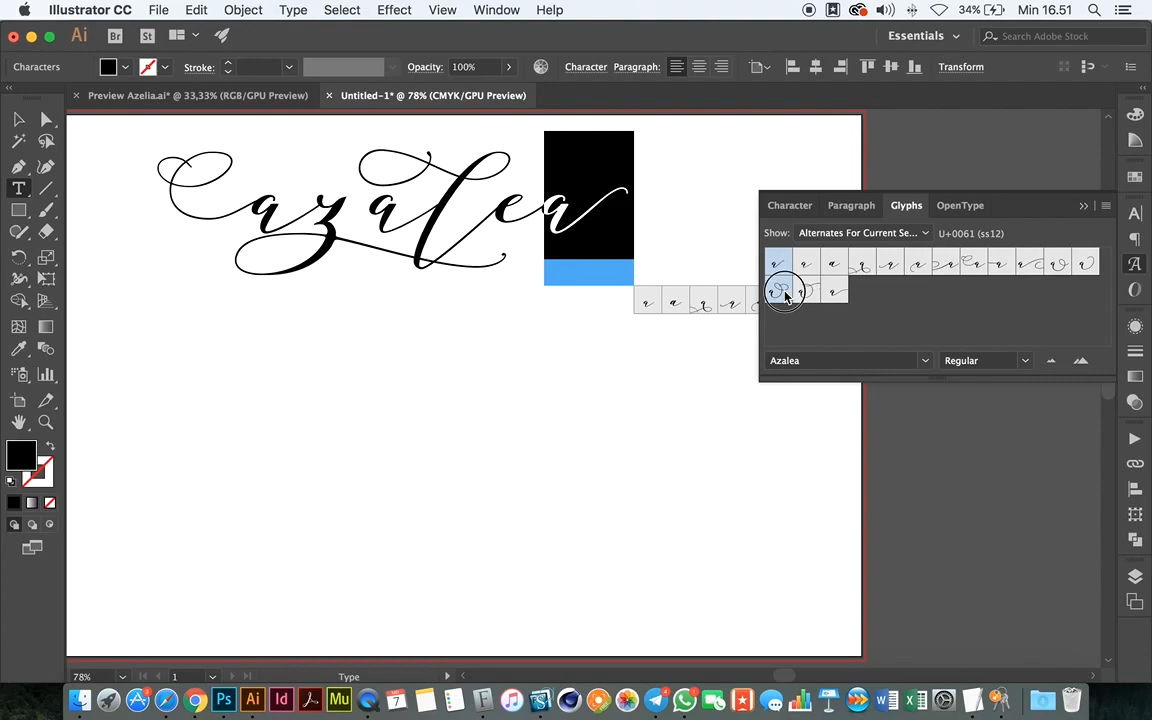 Illustrator CC File Edit Object Type Select Effect View Window Help 34% Min 16.51
Ai Br St Essentials Search Adobe Stock
Characters Stroke: Opacity: 100% Character Paragraph: Transform
× Preview Azelia.ai* @ 33,33% (RGB/GPU Preview) × Untitled-1* @ 78% (CMYK/GPU Preview)
azalea
Character Paragraph Glyphs OpenType
Show: Alternates For Current Se... U+0061 (ss12)
Azalea Regular
78% 1 Type